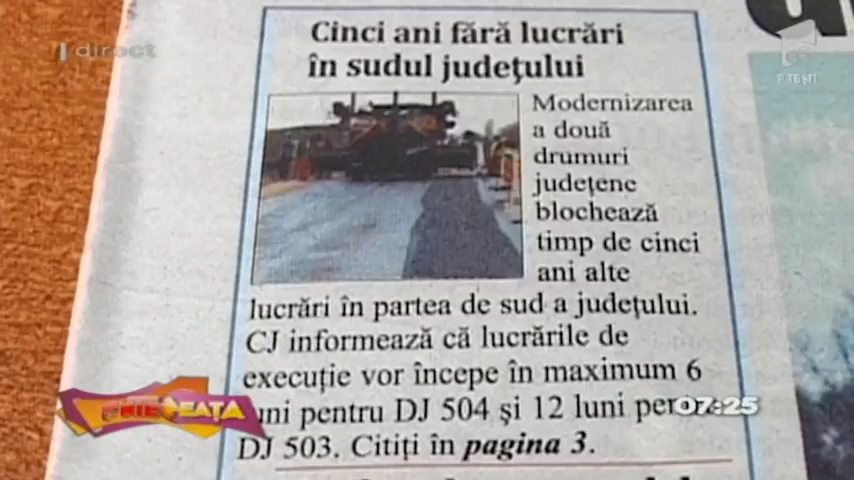 direct
Cinci ani fără lucrări
în sudul județului
Modernizarea
a două
drumuri
județene
blochează
timp de cinci
ani alte
lucrări în partea de sud a județului.
CJ informează că lucrările de
execuție vor începe în maximum 6
uni pentru DJ 504 și 12 luni
DJ 503. Citiți în pagina 3.
07:25
PITEȘTI